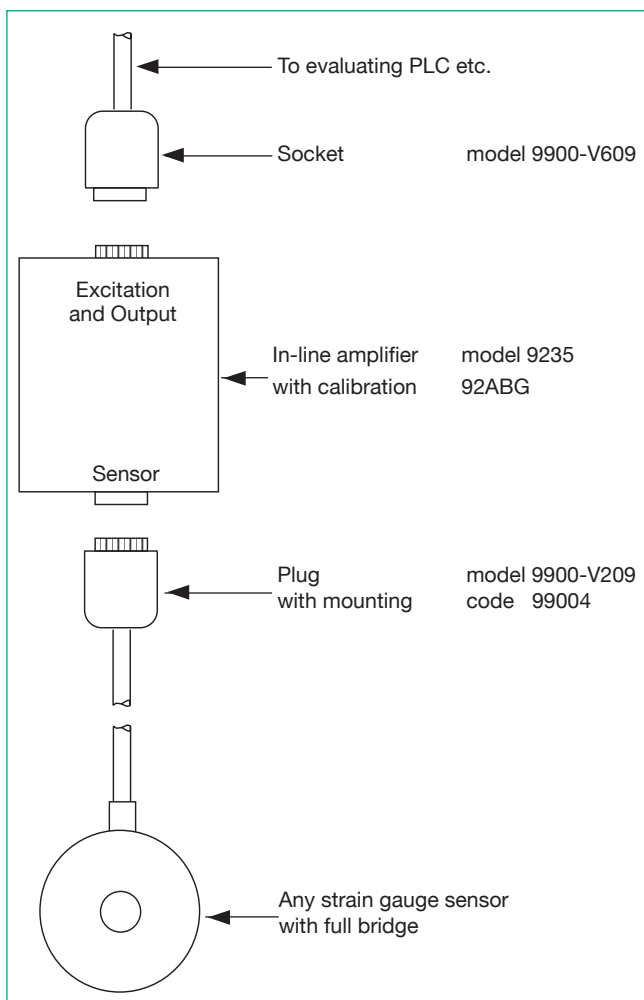 To evaluating PLC etc.
Socket model 9900-V609
Excitation
and Output
In-line amplifier model 9235
with calibration 92ABG
Sensor
Plug model 9900-V209
with mounting code 99004
Any strain gauge sensor
with full bridge